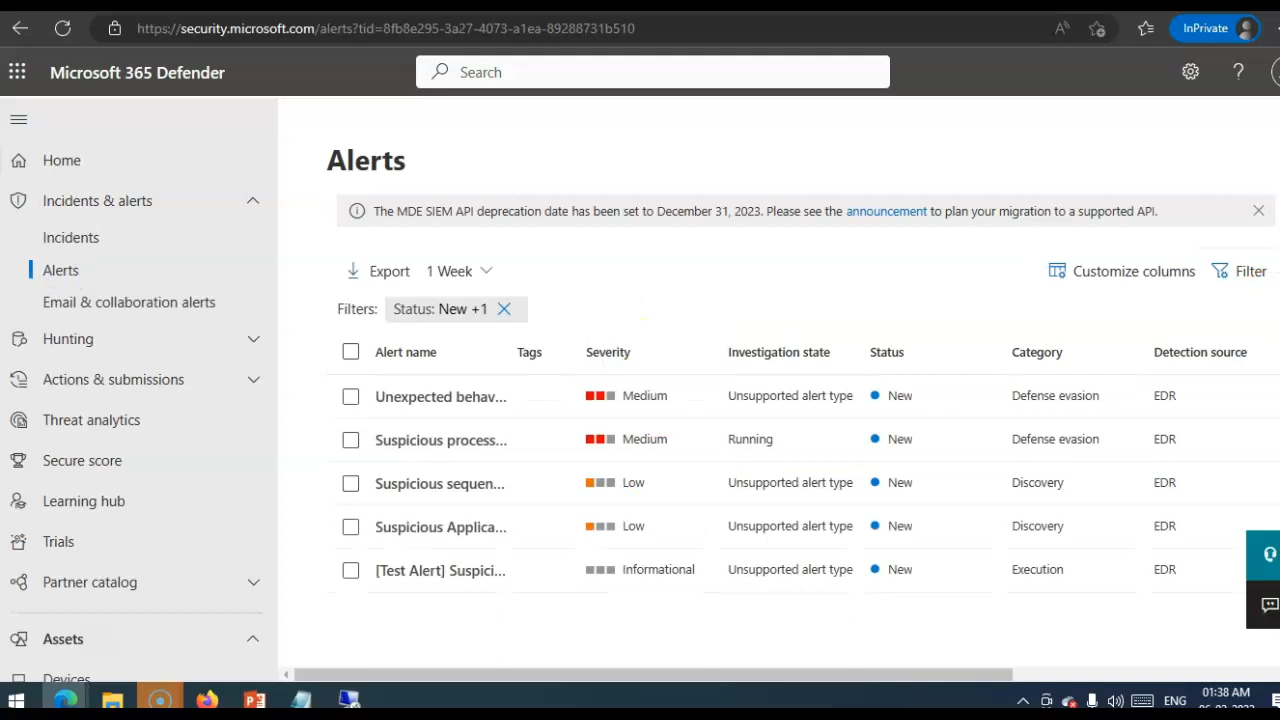 https://security.microsoft.com/alerts?tid=8fb8e295-3a27-4073-a1ea-89288731b510
InPrivate
Microsoft 365 Defender
Search
Home
Incidents & alerts
Incidents
Alerts
Email & collaboration alerts
Hunting
Actions & submissions
Threat analytics
Secure score
Learning hub
Trials
Partner catalog
Assets
Devices
Alerts
The MDE SIEM API deprecation date has been set to December 31, 2023. Please see the announcement to plan your migration to a supported API.
Export 1 Week
Customize columns Filter
Filters: Status: New +1
Alert name Tags Severity Investigation state Status Category Detection source
Unexpected behav... Medium Unsupported alert type New Defense evasion EDR
Suspicious process... Medium Running New Defense evasion EDR
Suspicious sequen... Low Unsupported alert type New Discovery EDR
Suspicious Applica... Low Unsupported alert type New Discovery EDR
[Test Alert] Suspici... Informational Unsupported alert type New Execution EDR
ENG
01:38 AM